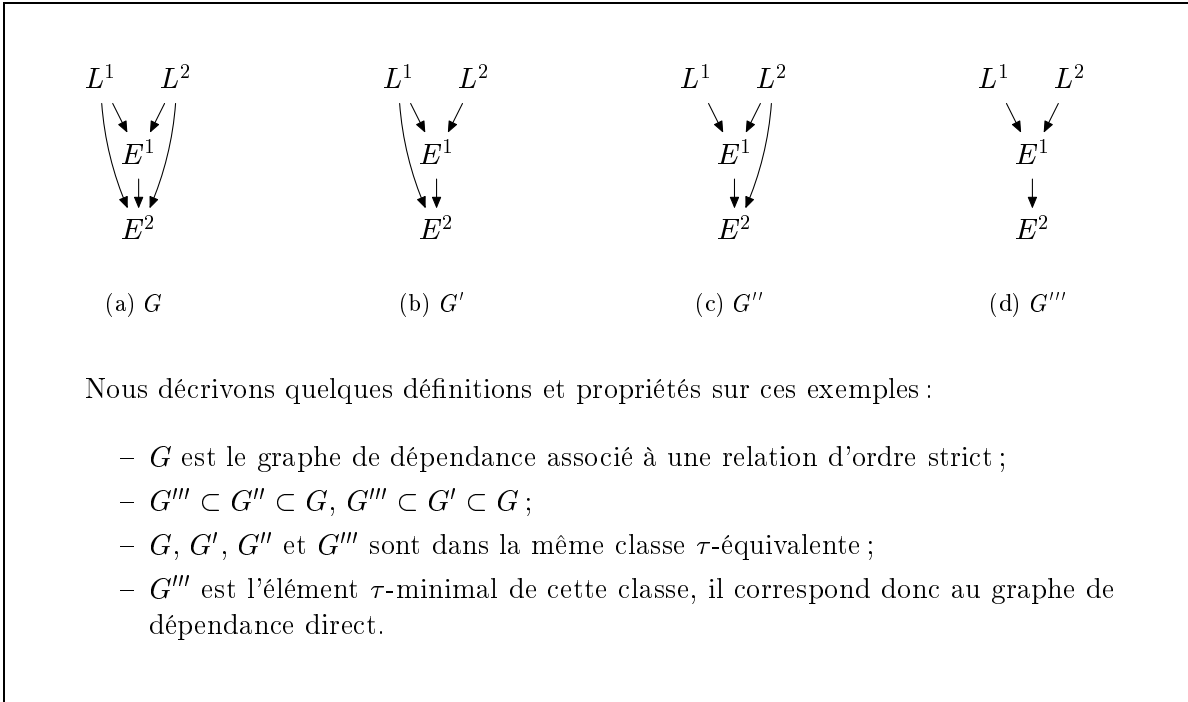 L¹ L² L¹ L² L¹ L² L¹ L²
E¹ E¹ E¹ E¹
E² E² E² E²
(a) G (b) G′ (c) G′′ (d) G′′′
Nous décrivons quelques définitions et propriétés sur ces exemples :
– G est le graphe de dépendance associé à une relation d'ordre strict ;
– G′′′ ⊂ G′′ ⊂ G, G′′′ ⊂ G′ ⊂ G ;
– G, G′, G′′ et G′′′ sont dans la même classe τ-équivalente ;
– G′′′ est l'élément τ-minimal de cette classe, il correspond donc au graphe de
dépendance direct.